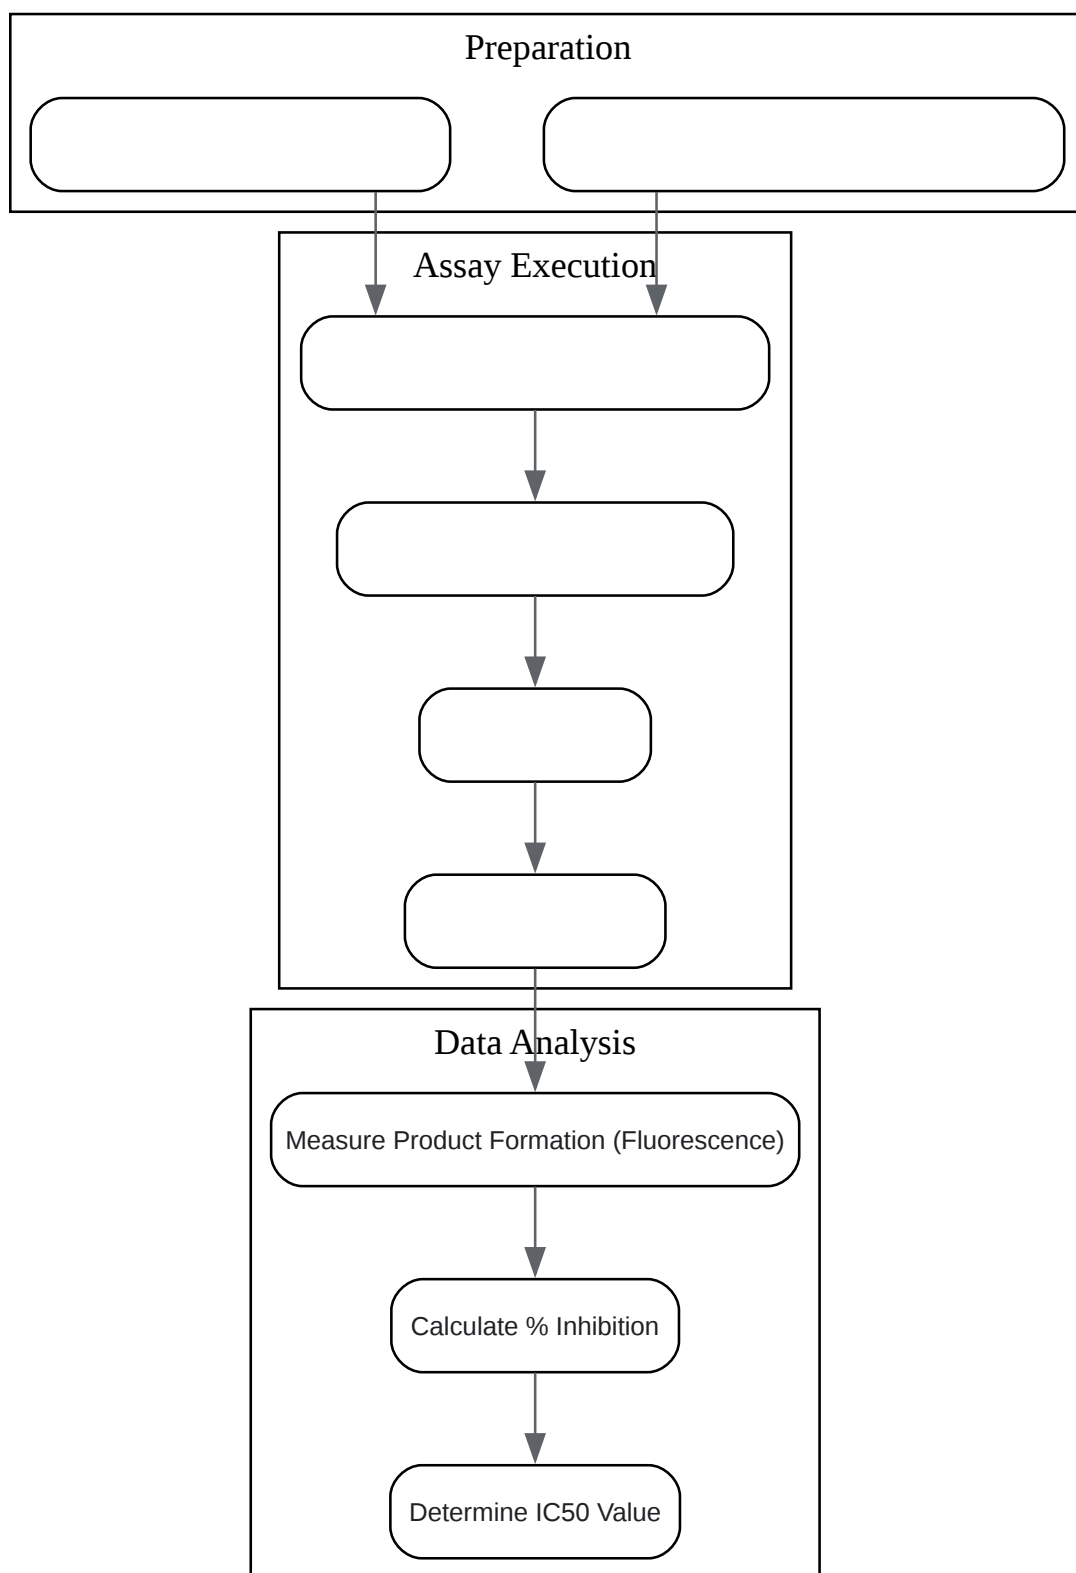 Preparation
Assay Execution
Data Analysis
Measure Product Formation (Fluorescence)
Calculate % Inhibition
Determine IC50 Value